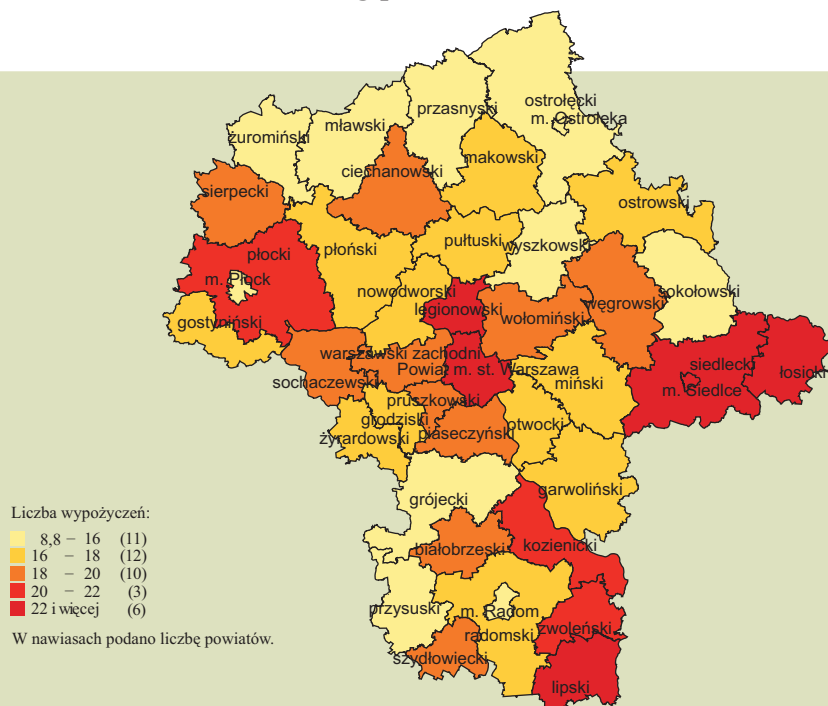 ostrołęcki
m. Ostrołęka
przasnyski
mławski
żuromiński
makowski
ciechanowski
sierpecki
ostrowski
pułtuski
wyszkowski
płocki
płoński
m. Płock
nowodworski
węgrowski
sokołowski
legionowski
wołomiński
gostyniński
warszawski zachodni
Powiat m. st. Warszawa
siedlecki
łosicki
sochaczewski
miński
m. Siedlce
pruszkowski
grodziski
otwocki
żyrardowski
piaseczyński
garwoliński
grójecki
Liczba wypożyczeń:
8,8 – 16 (11)
16 – 18 (12)
18 – 20 (10)
20 – 22 (3)
22 i więcej (6)
W nawiasach podano liczbę powiatów.
białobrzeski
kozienicki
przysuski
m. Radom
zwoleński
radomski
szydłowiecki
lipski